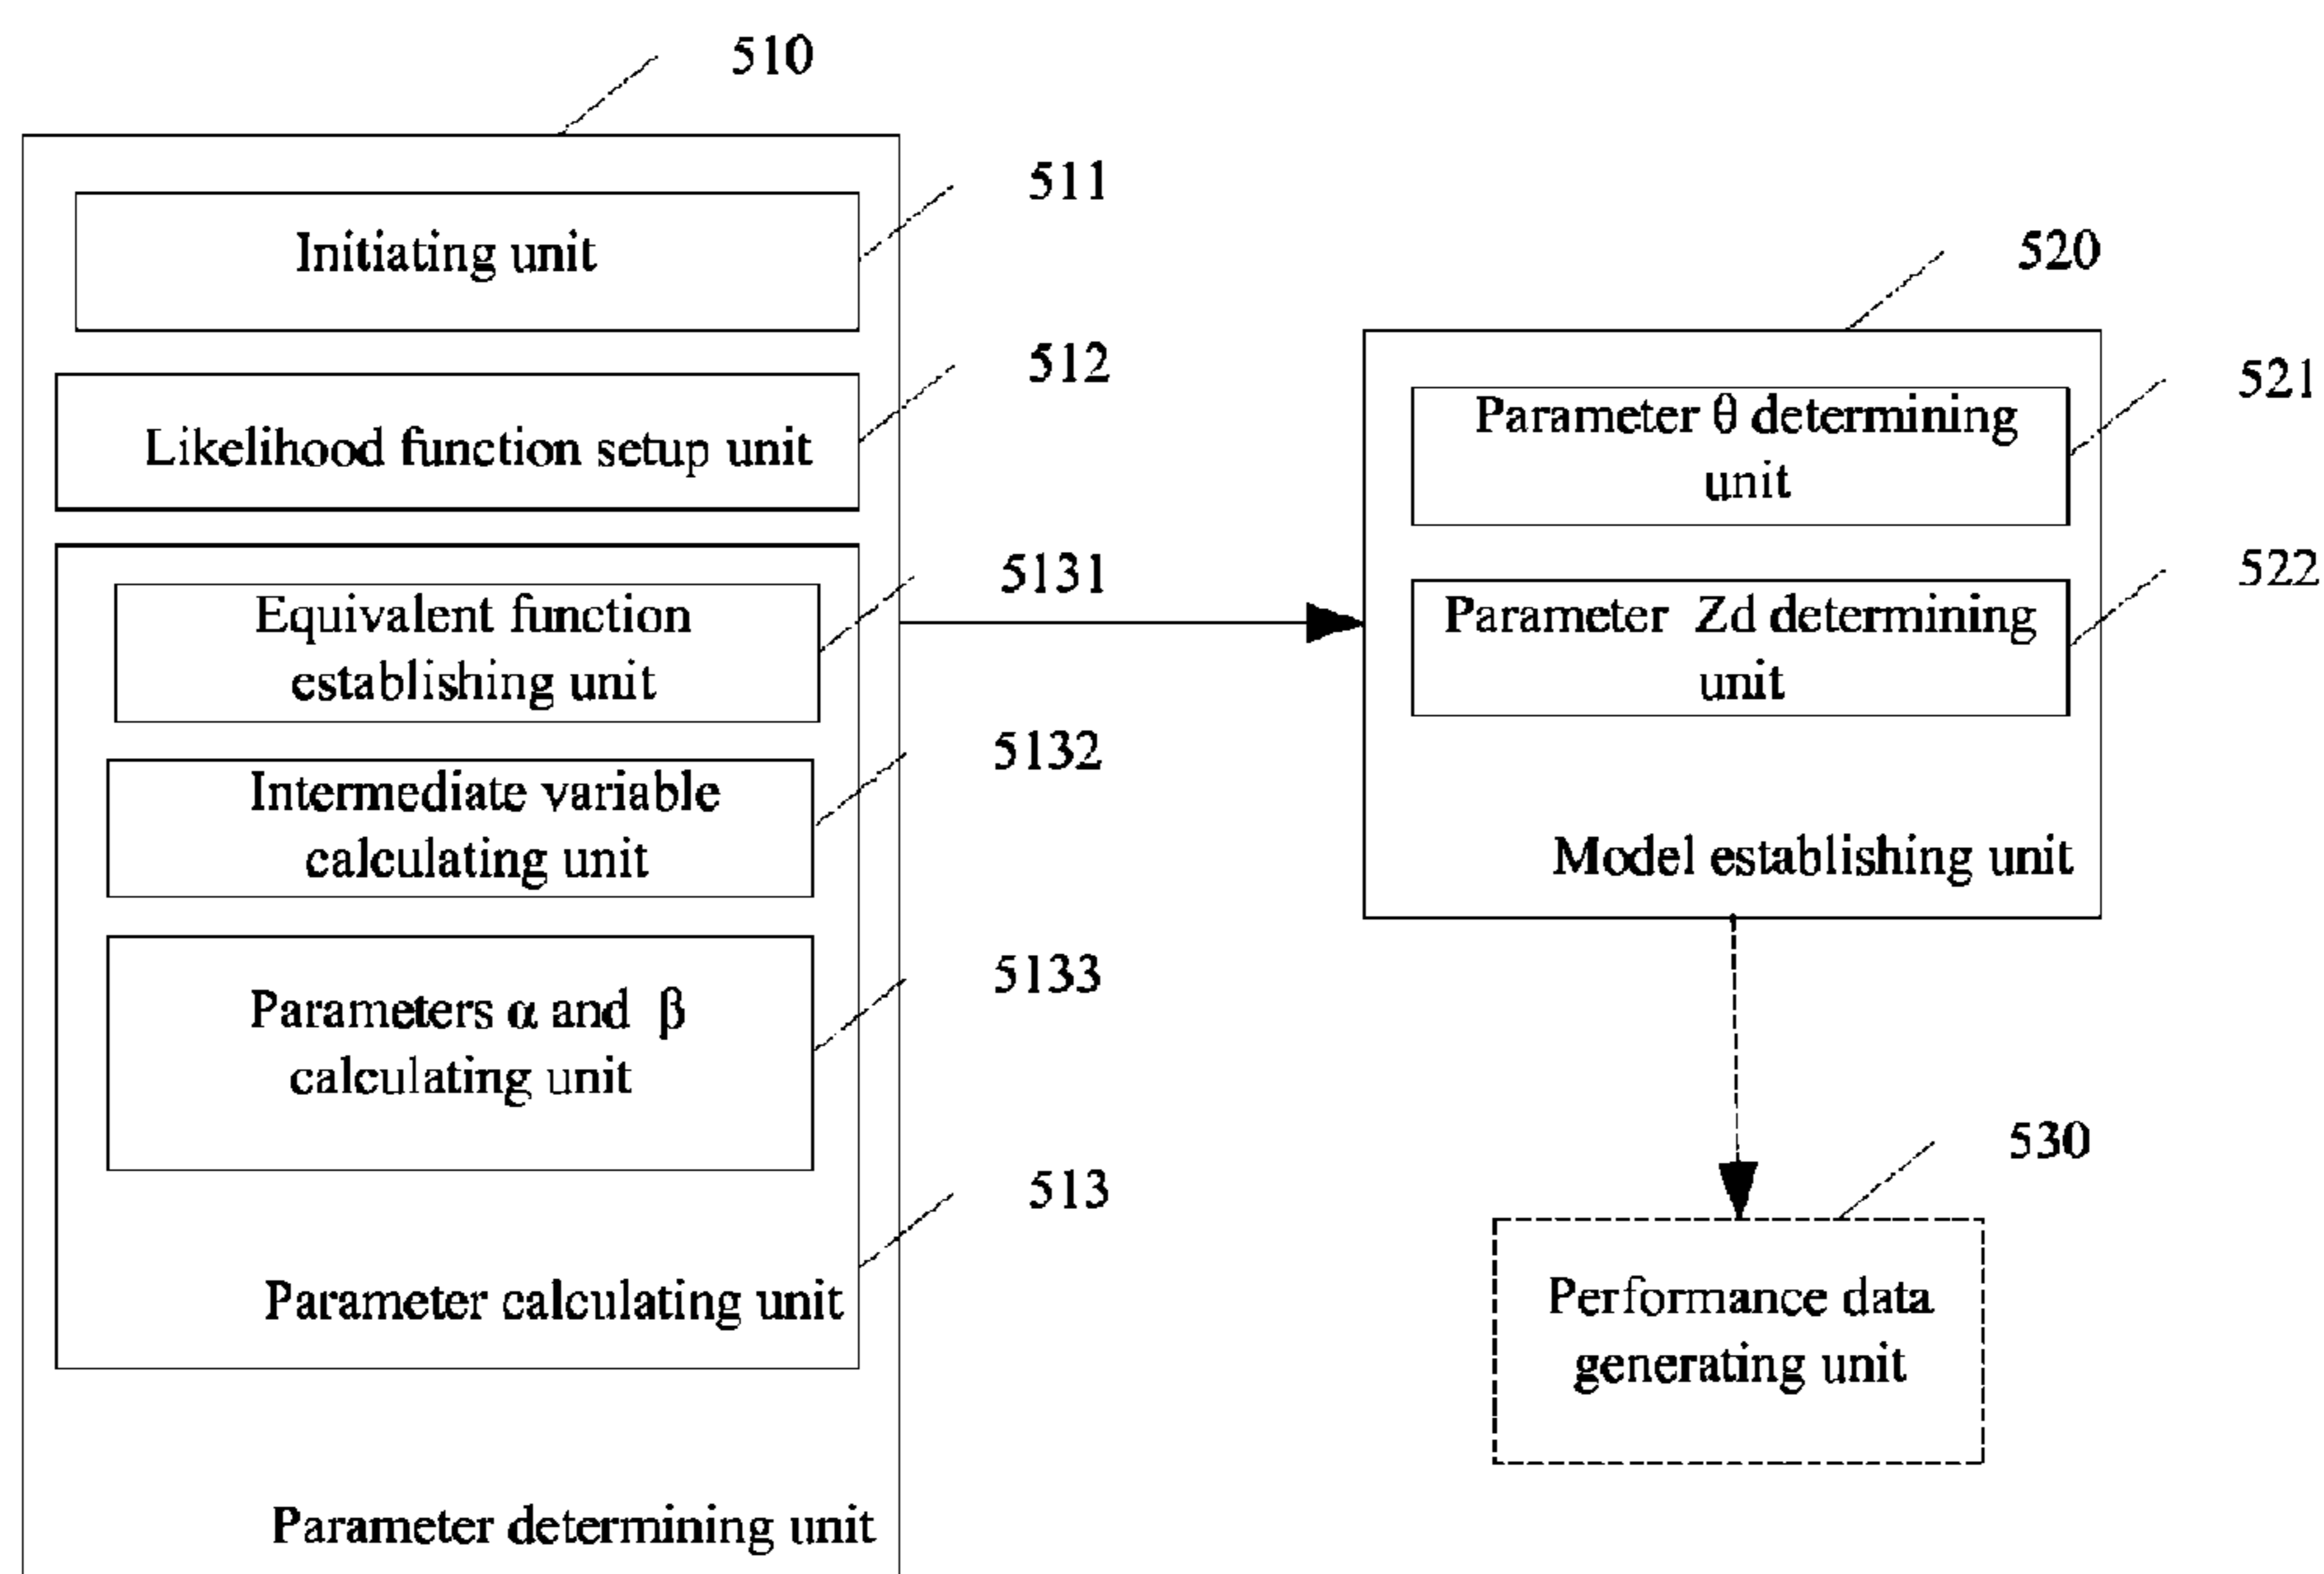 510
511
Initiating unit
512
Likelihood function setup unit
5131
Equivalent function
establishing unit
5132
Intermediate variable
calculating unit
5133
Parameters α and β
calculating unit
513
Parameter calculating unit
Parameter determining unit
520
521
Parameter θ determining
unit
522
Parameter Zd determining
unit
Model establishing unit
530
Performance data
generating unit